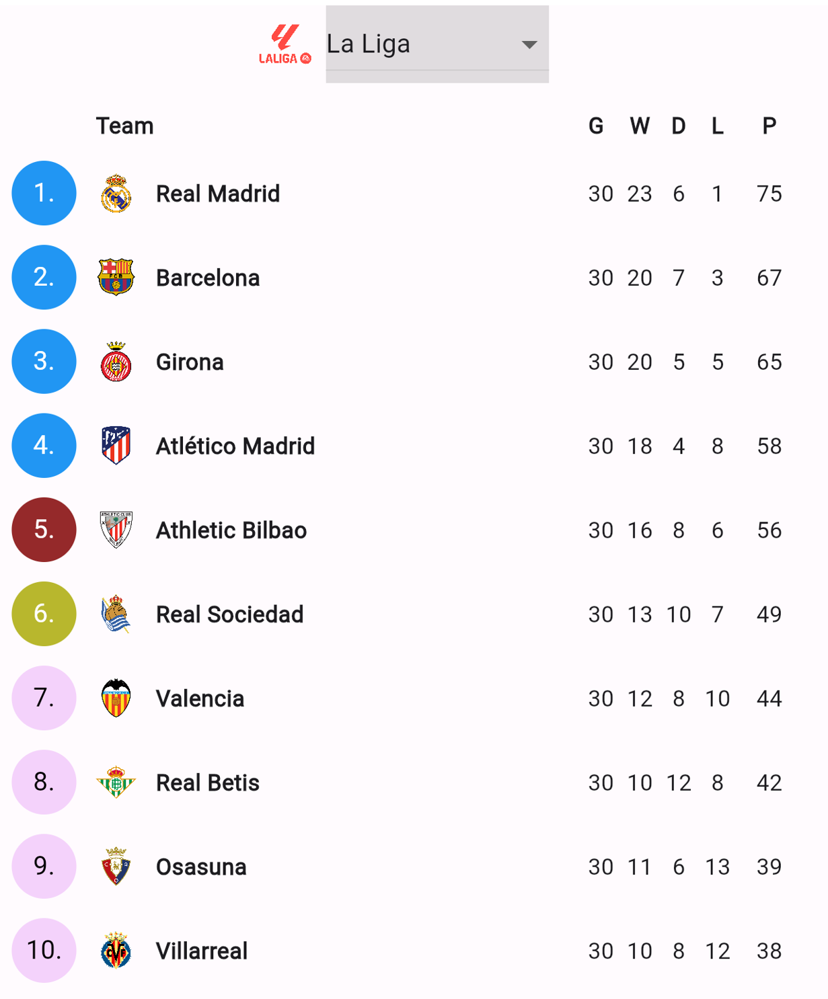 LALIGA La Liga
Team G W D L P
1. Real Madrid 30 23 6 1 75
2. Barcelona 30 20 7 3 67
3. Girona 30 20 5 5 65
4. Atlético Madrid 30 18 4 8 58
5. Athletic Bilbao 30 16 8 6 56
6. Real Sociedad 30 13 10 7 49
7. Valencia 30 12 8 10 44
8. Real Betis 30 10 12 8 42
9. Osasuna 30 11 6 13 39
10. Villarreal 30 10 8 12 38